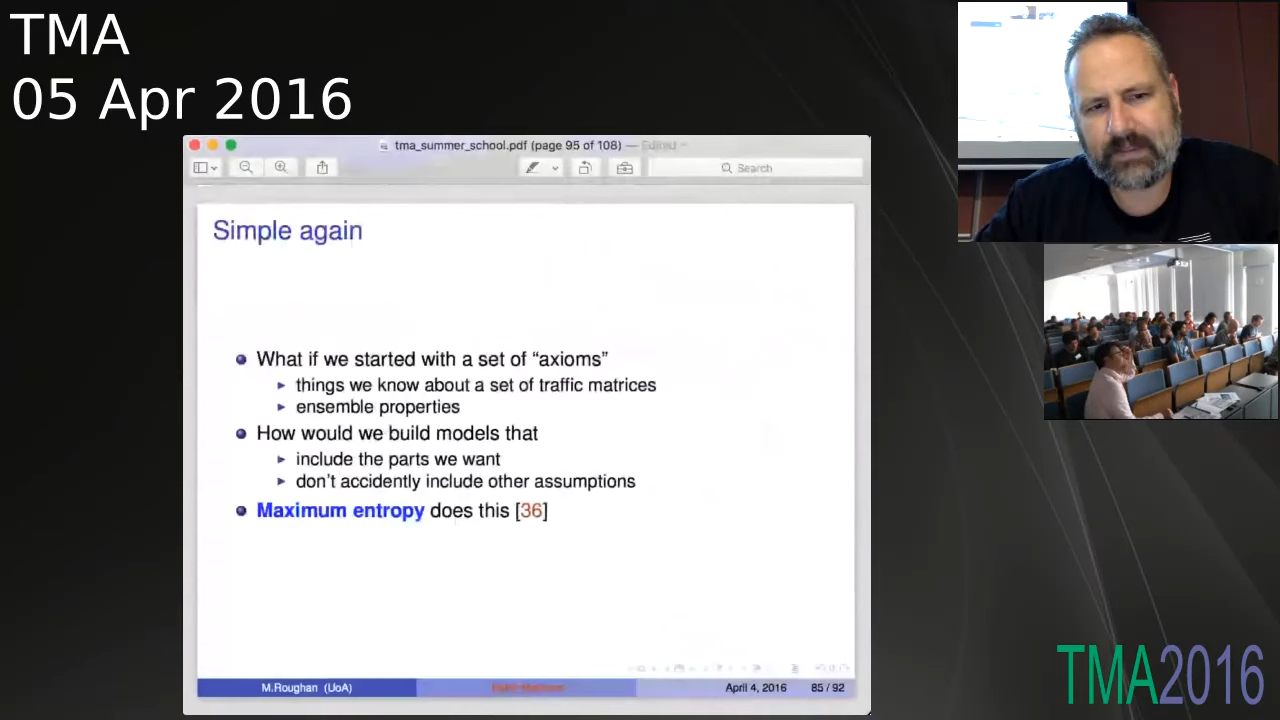 TMA
05 Apr 2016
tma_summer_school.pdf (page 95 of 108) — Edited
Search
Simple again
What if we started with a set of “axioms”
things we know about a set of traffic matrices
ensemble properties
How would we build models that
include the parts we want
don’t accidently include other assumptions
Maximum entropy does this [36]
M.Roughan (UoA)
April 4, 2016
85 / 92
TMA2016